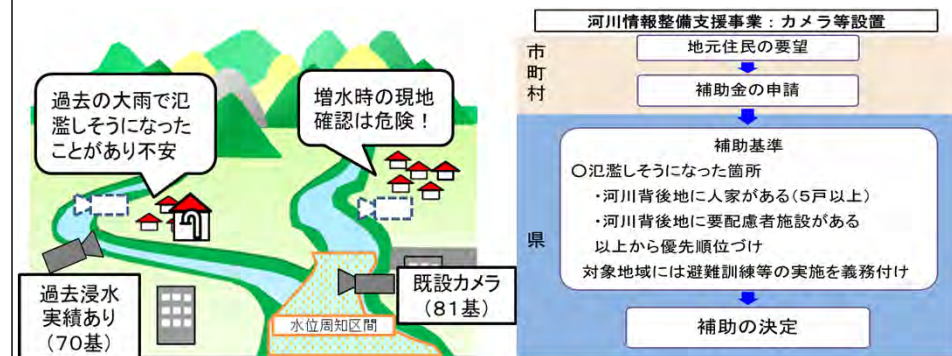 過去の大雨で氾
濫しそうになった
ことがあり不安
増水時の現地
確認は危険！
過去浸水
実績あり
（70基）
水位周知区間
既設カメラ
（81基）
河川情報整備支援事業：カメラ等設置
市町村
地元住民の要望
補助金の申請
県
補助基準
〇氾濫しそうになった箇所
・河川背後地に人家がある（5戸以上）
・河川背後地に要配慮者施設がある
以上から優先順位づけ
対象地域には避難訓練等の実施を義務付け
補助の決定